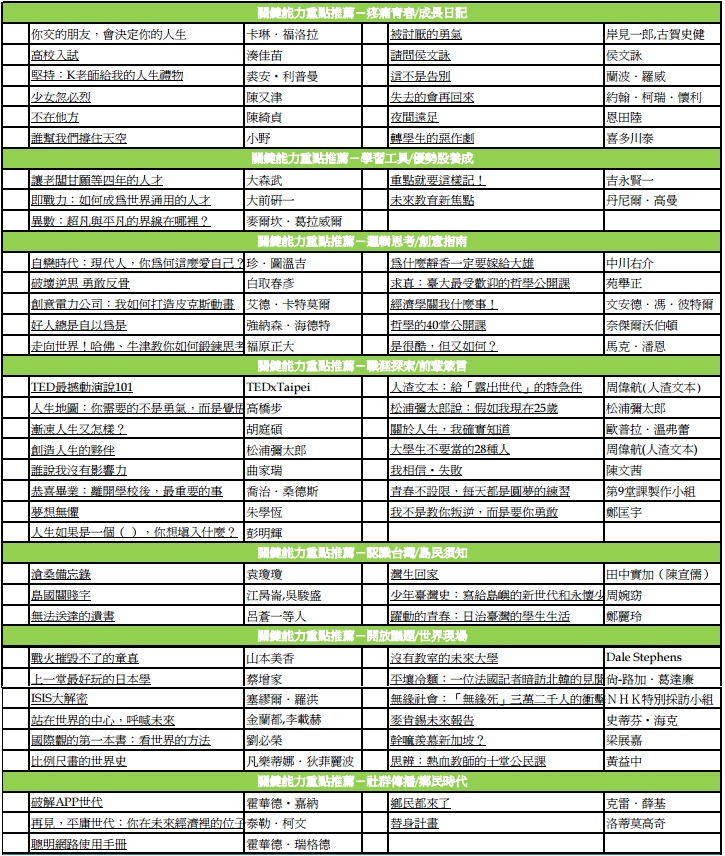 關鍵能力重點推薦－疼痛青春/成長日記
你交的朋友，會決定你的人生 卡琳．福洛拉 被討厭的勇氣 岸見一郎,古賀史健
高校入試 湊佳苗 請問侯文詠 侯文詠
堅持：K老師給我的人生禮物 裘安．利普曼 這不是告別 蘭波．羅威
少女忽必烈 陳又津 失去的會再回來 約翰．柯瑞．懷利
不在他方 陳綺貞 夜間遠足 恩田陸
誰幫我們撐住天空 小野 轉學生的惡作劇 喜多川泰
關鍵能力重點推薦－學習工具/優勢股養成
讓老闆甘願等四年的人才 大森武 重點就要這樣記！ 吉永賢一
即戰力：如何成為世界通用的人才 大前研一 未來教育新焦點 丹尼爾．高曼
異數：超凡與平凡的界線在哪裡？ 麥爾坎．葛拉威爾
關鍵能力重點推薦－邏輯思考/創意指南
自戀時代：現代人，你為何這麼愛自己？ 珍．圖溫吉 為什麼靜香一定要嫁給大雄 中川右介
破壞逆思 勇敢反骨 白取春彥 求真：臺大最受歡迎的哲學公開課 苑舉正
創意電力公司：我如何打造皮克斯動畫 艾德．卡特莫爾 經濟學關我什麼事！ 文安德．馮．彼特爾
好人總是自以為是 強納森．海德特 哲學的40堂公開課 奈傑爾沃伯頓
走向世界！哈佛、牛津教你如何鍛鍊思考 福原正大 是很酷，但又如何？ 馬克．潘恩
關鍵能力重點推薦－職涯探索/前輩箴言
TED最撼動演說101 TEDxTaipei 人渣文本：給「露出世代」的特急件 周偉航(人渣文本)
人生地圖：你需要的不是勇氣，而是覺悟 高橋步 松浦彌太郎說：假如我現在25歲 松浦彌太郎
漸凍人生又怎樣？ 胡庭碩 關於人生，我確實知道 歐普拉．溫弗蕾
創造人生的夥伴 松浦彌太郎 大學生不要當的28種人 周偉航(人渣文本)
誰說我沒有影響力 曲家瑞 我相信．失敗 陳文茜
恭喜畢業：離開學校後，最重要的事 喬治．桑德斯 青春不設限，每天都是圓夢的練習 第9堂課製作小組
夢想無懼 朱學恆 我不是教你叛逆，而是要你勇敢 鄭匡宇
人生如果是一個（ ），你想填入什麼？ 彭明輝
關鍵能力重點推薦－認識台灣/島民須知
滄桑備忘錄 袁瓊瓊 灣生回家 田中實加（陳宣儒）
島國關賤字 江昺崙,吳駿盛 少年臺灣史：寫給島嶼的新世代和永懷少 周婉窈
無法送達的遺書 呂蒼一等人 躍動的青春：日治臺灣的學生生活 鄭麗玲
關鍵能力重點推薦－開放議題/世界現場
戰火摧毀不了的童真 山本美香 沒有教室的未來大學 Dale Stephens
上一堂最好玩的日本學 蔡增家 平壤冷麵：一位法國記者暗訪北韓的見聞 尙-路加．葛達廉
ISIS大解密 塞繆爾．羅洪 無緣社會：「無緣死」三萬二千人的衝擊 ＮＨＫ特別採訪小組
站在世界的中心，呼喊未來 金蘭都,李載赫 麥肯錫未來報告 史蒂芬．海克
國際觀的第一本書：看世界的方法 劉必榮 幹嘛羨慕新加坡？ 梁展嘉
比例尺畫的世界史 凡樂蒂娜．狄菲麗波 思辨：熱血教師的十堂公民課 黃益中
關鍵能力重點推薦－社群傳播/鄉民時代
破解APP世代 霍華德．嘉納 鄉民都來了 克雷．薛基
再見，平庸世代：你在未來經濟裡的位子 泰勒．柯文 替身計畫 洛蒂莫高奇
聰明網路使用手冊 霍華德．瑞格德